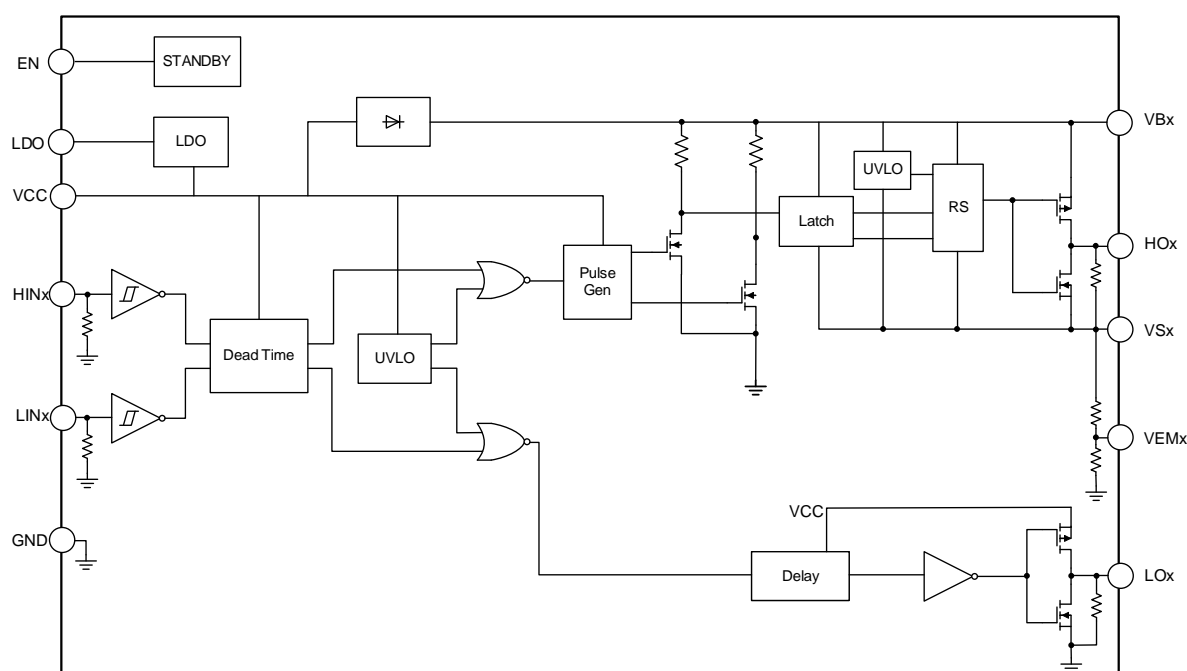 EN
STANDBY
LDO
LDO
VCC
VBx
UVLO
RS
Latch
HOx
HINx
Pulse
Gen
Dead Time
UVLO
VSx
LINx
VEMx
GND
VCC
Delay
LOx